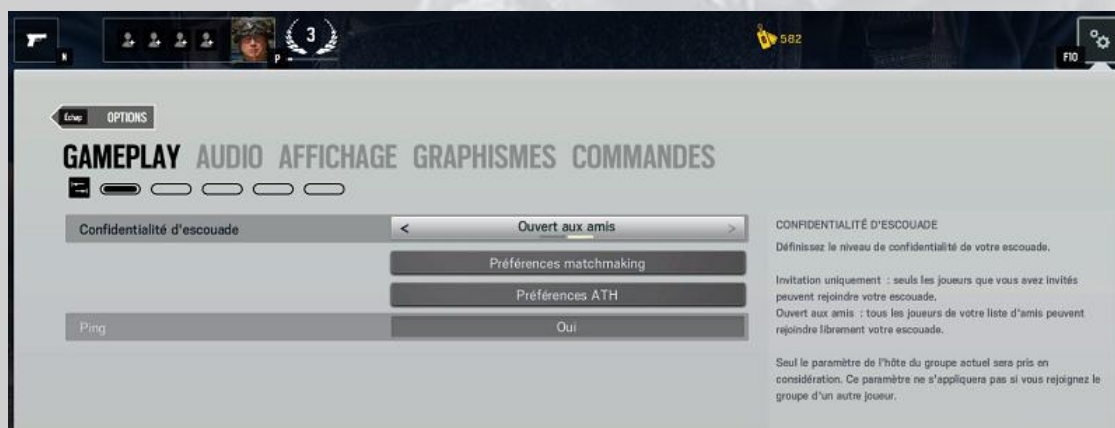 3
582
N
P
F10
Echap OPTIONS
GAMEPLAY AUDIO AFFICHAGE GRAPHISMES COMMANDES
Confidentialité d'escouade
< Ouvert aux amis >
Préférences matchmaking
Préférences ATH
Ping
Oui
CONFIDENTIALITÉ D'ESCOUADE
Définissez le niveau de confidentialité de votre escouade.
Invitation uniquement : seuls les joueurs que vous avez invités
peuvent rejoindre votre escouade.
Ouvert aux amis : tous les joueurs de votre liste d'amis peuvent
rejoindre librement votre escouade.
Seul le paramètre de l'hôte du groupe actuel sera pris en
considération. Ce paramètre ne s'appliquera pas si vous rejoignez le
groupe d'un autre joueur.